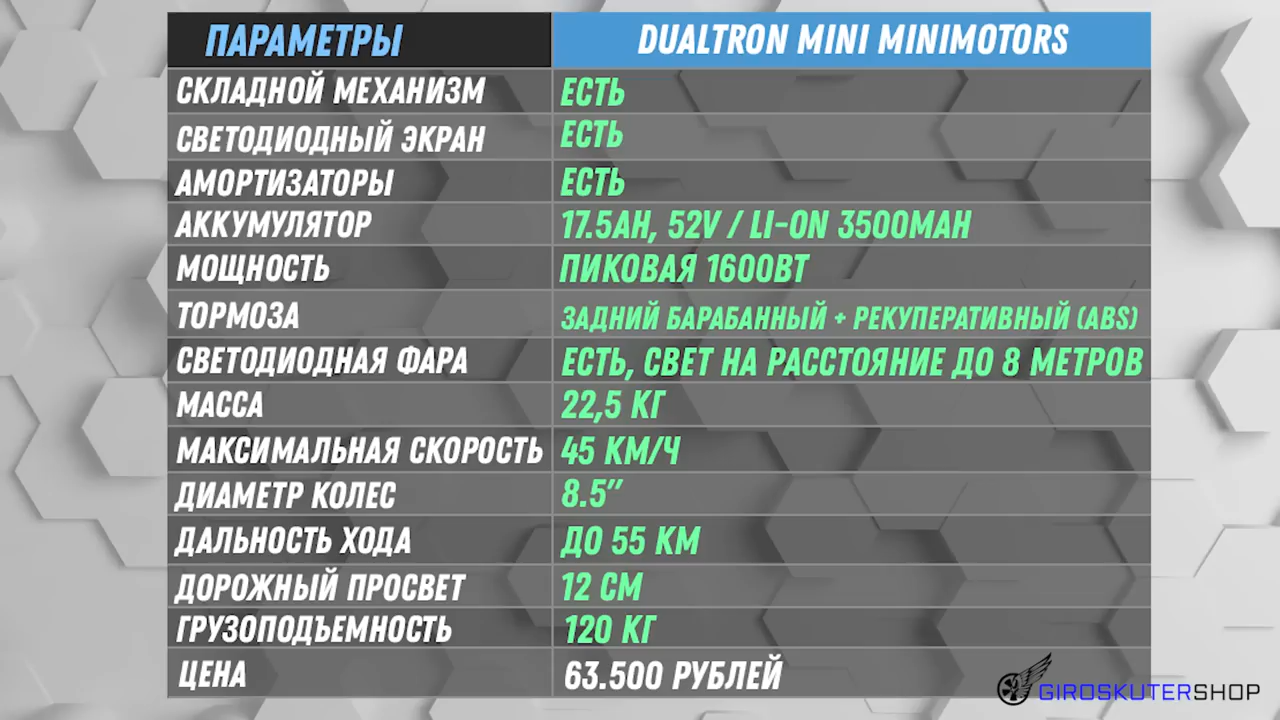 ПАРАМЕТРЫ DUALTRON MINI MINIMOTORS
СКЛАДНОЙ МЕХАНИЗМ ЕСТЬ
СВЕТОДИОДНЫЙ ЭКРАН ЕСТЬ
АМОРТИЗАТОРЫ ЕСТЬ
АККУМУЛЯТОР 17.5AH, 52V / LI-ON 3500MAH
МОЩНОСТЬ ПИКОВАЯ 1600ВТ
ТОРМОЗА ЗАДНИЙ БАРАБАННЫЙ + РЕКУПЕРАТИВНЫЙ (ABS)
СВЕТОДИОДНАЯ ФАРА ЕСТЬ, СВЕТ НА РАССТОЯНИЕ ДО 8 МЕТРОВ
МАССА 22,5 КГ
МАКСИМАЛЬНАЯ СКОРОСТЬ 45 КМ/Ч
ДИАМЕТР КОЛЕС 8.5”
ДАЛЬНОСТЬ ХОДА ДО 55 КМ
ДОРОЖНЫЙ ПРОСВЕТ 12 СМ
ГРУЗОПОДЪЕМНОСТЬ 120 КГ
ЦЕНА 63.500 РУБЛЕЙ
GIROSKUTERSHOP